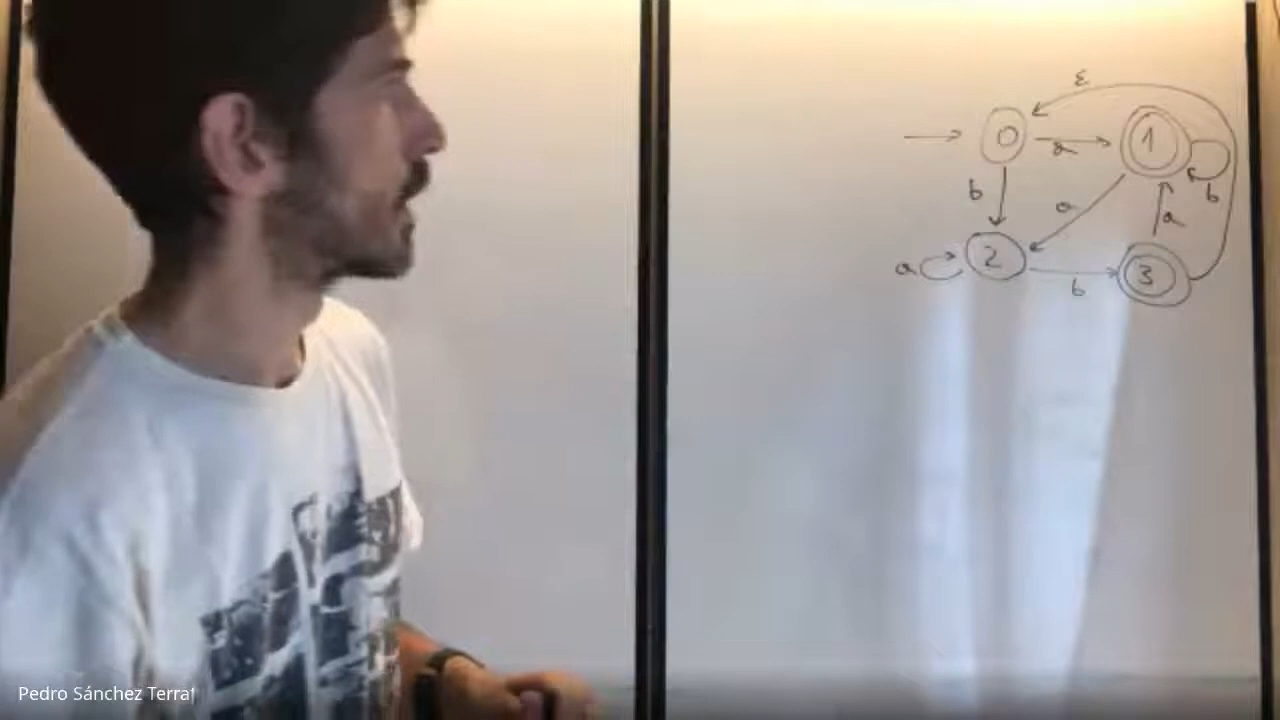 ε
0 a 1
b a a b
a 2 b 3
Pedro Sánchez Terraf